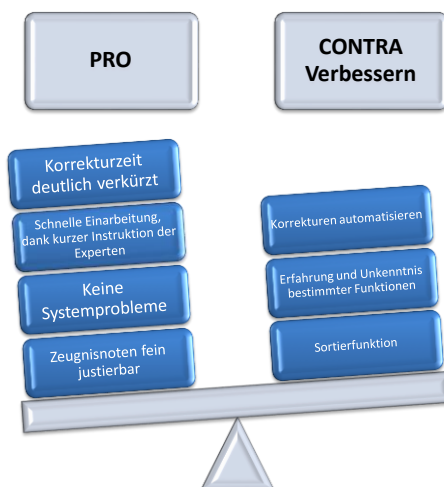 PRO
CONTRA
Verbessern
Korrekturzeit
deutlich verkürzt
Schnelle Einarbeitung,
dank kurzer Instruktion der
Experten
Keine
Systemprobleme
Zeugnisnoten fein
justierbar
Korrekturen automatisieren
Erfahrung und Unkenntnis
bestimmter Funktionen
Sortierfunktion